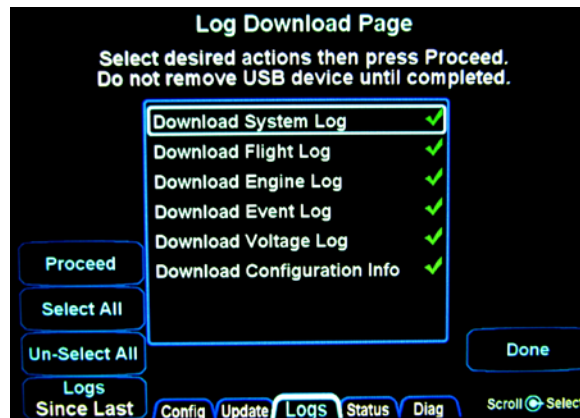 Log Download Page
Select desired actions then press Proceed.
Do not remove USB device until completed.
Download System Log
Download Flight Log
Download Engine Log
Download Event Log
Download Voltage Log
Download Configuration Info
Proceed
Select All
Un-Select All
Logs
Since Last
Done
Config Update Logs Status Diag
Scroll Select